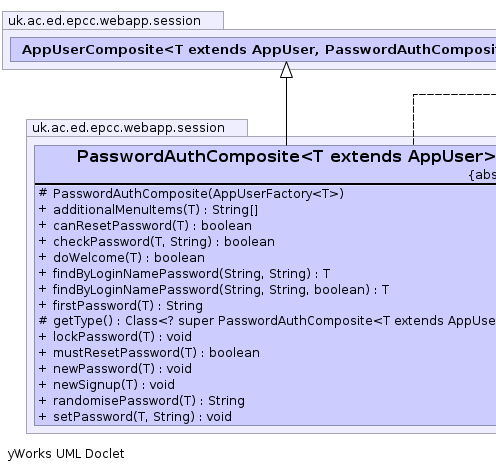 uk.ac.ed.epcc.webapp.session
AppUserComposite<T extends AppUser, PasswordAuthComposi
uk.ac.ed.epcc.webapp.session
PasswordAuthComposite<T extends AppUser>
{abs
# PasswordAuthComposite(AppUserFactory<T>)
+ additionalMenuItems(T) : String[]
+ canResetPassword(T) : boolean
+ checkPassword(T, String) : boolean
+ doWelcome(T) : boolean
+ findByLoginNamePassword(String, String) : T
+ findByLoginNamePassword(String, String, boolean) : T
+ firstPassword(T) : String
# getType() : Class<? super PasswordAuthComposite<T extends AppUse
+ lockPassword(T) : void
+ mustResetPassword(T) : boolean
+ newPassword(T) : void
+ newSignup(T) : void
+ randomisePassword(T) : String
+ setPassword(T, String) : void
yWorks UML Doclet